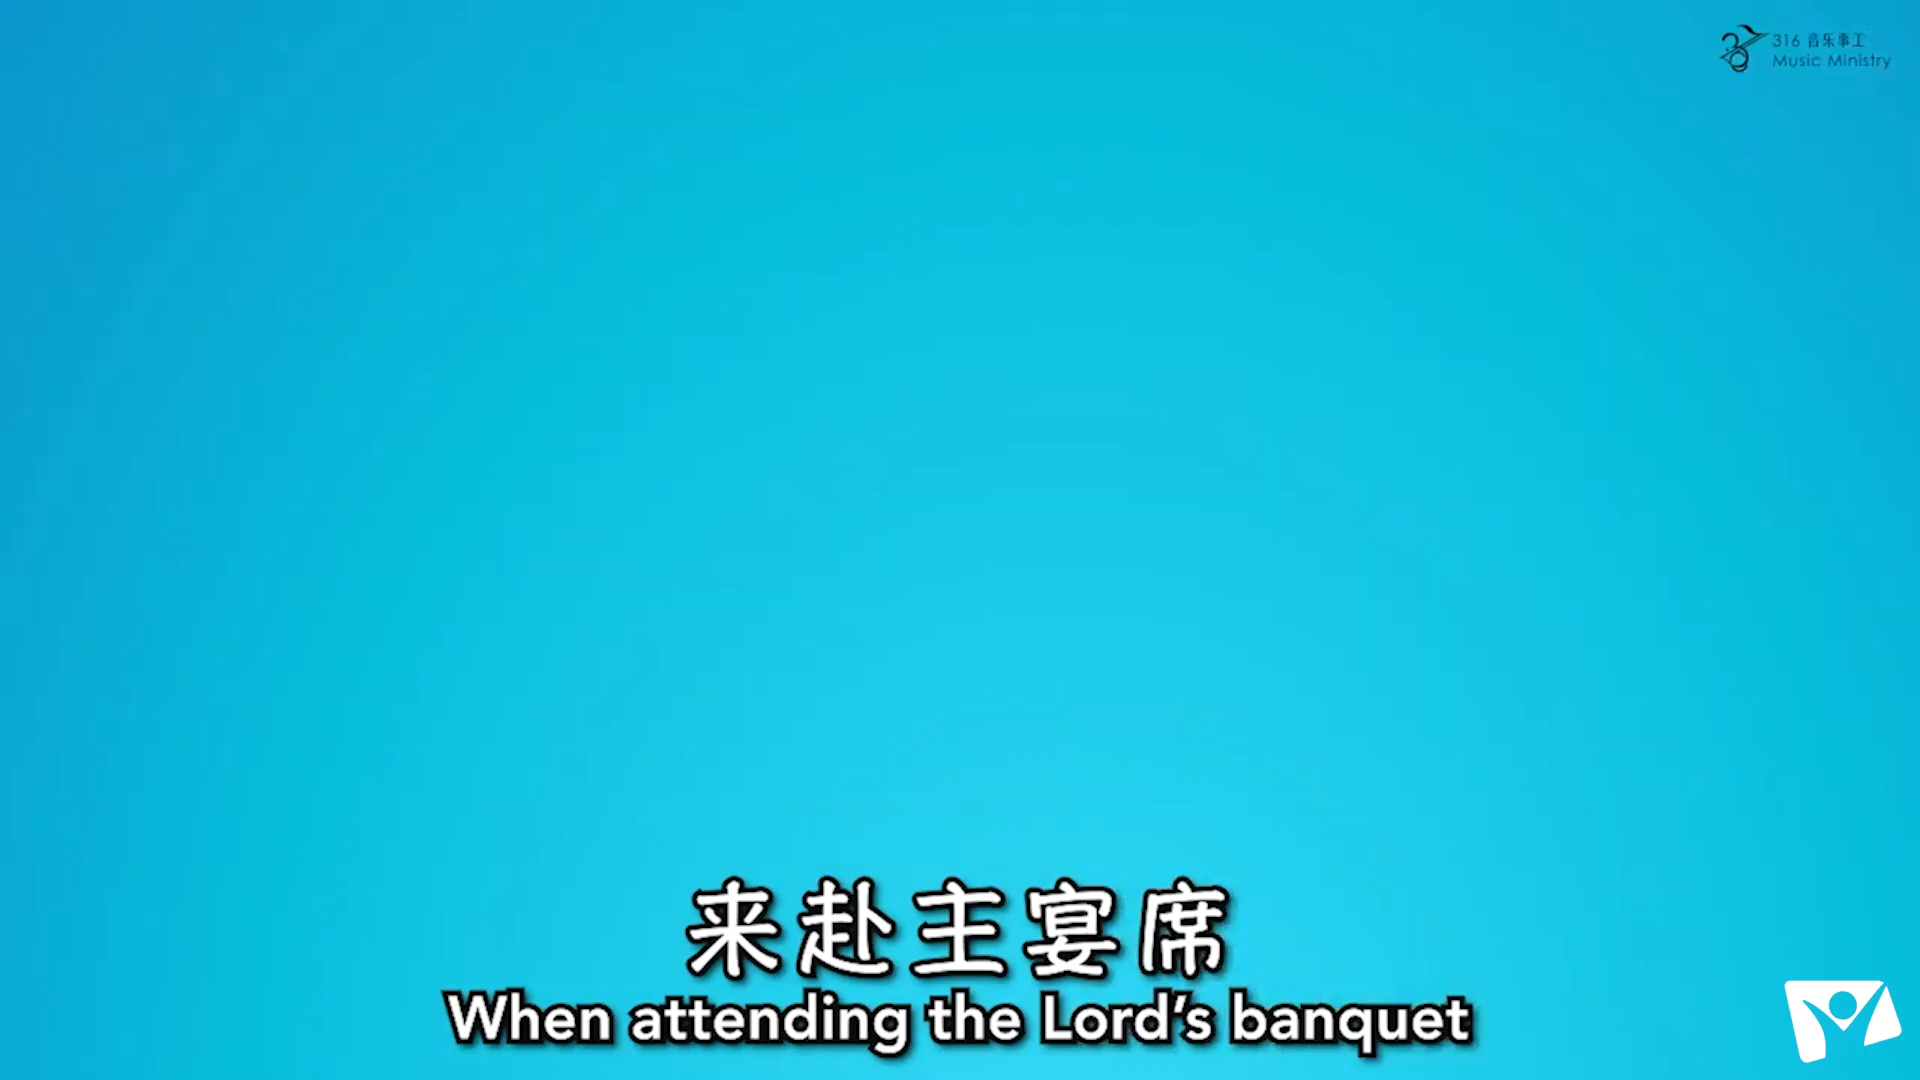 316 音乐事工
Music Ministry
来赴主宴席
When attending the Lord's banquet